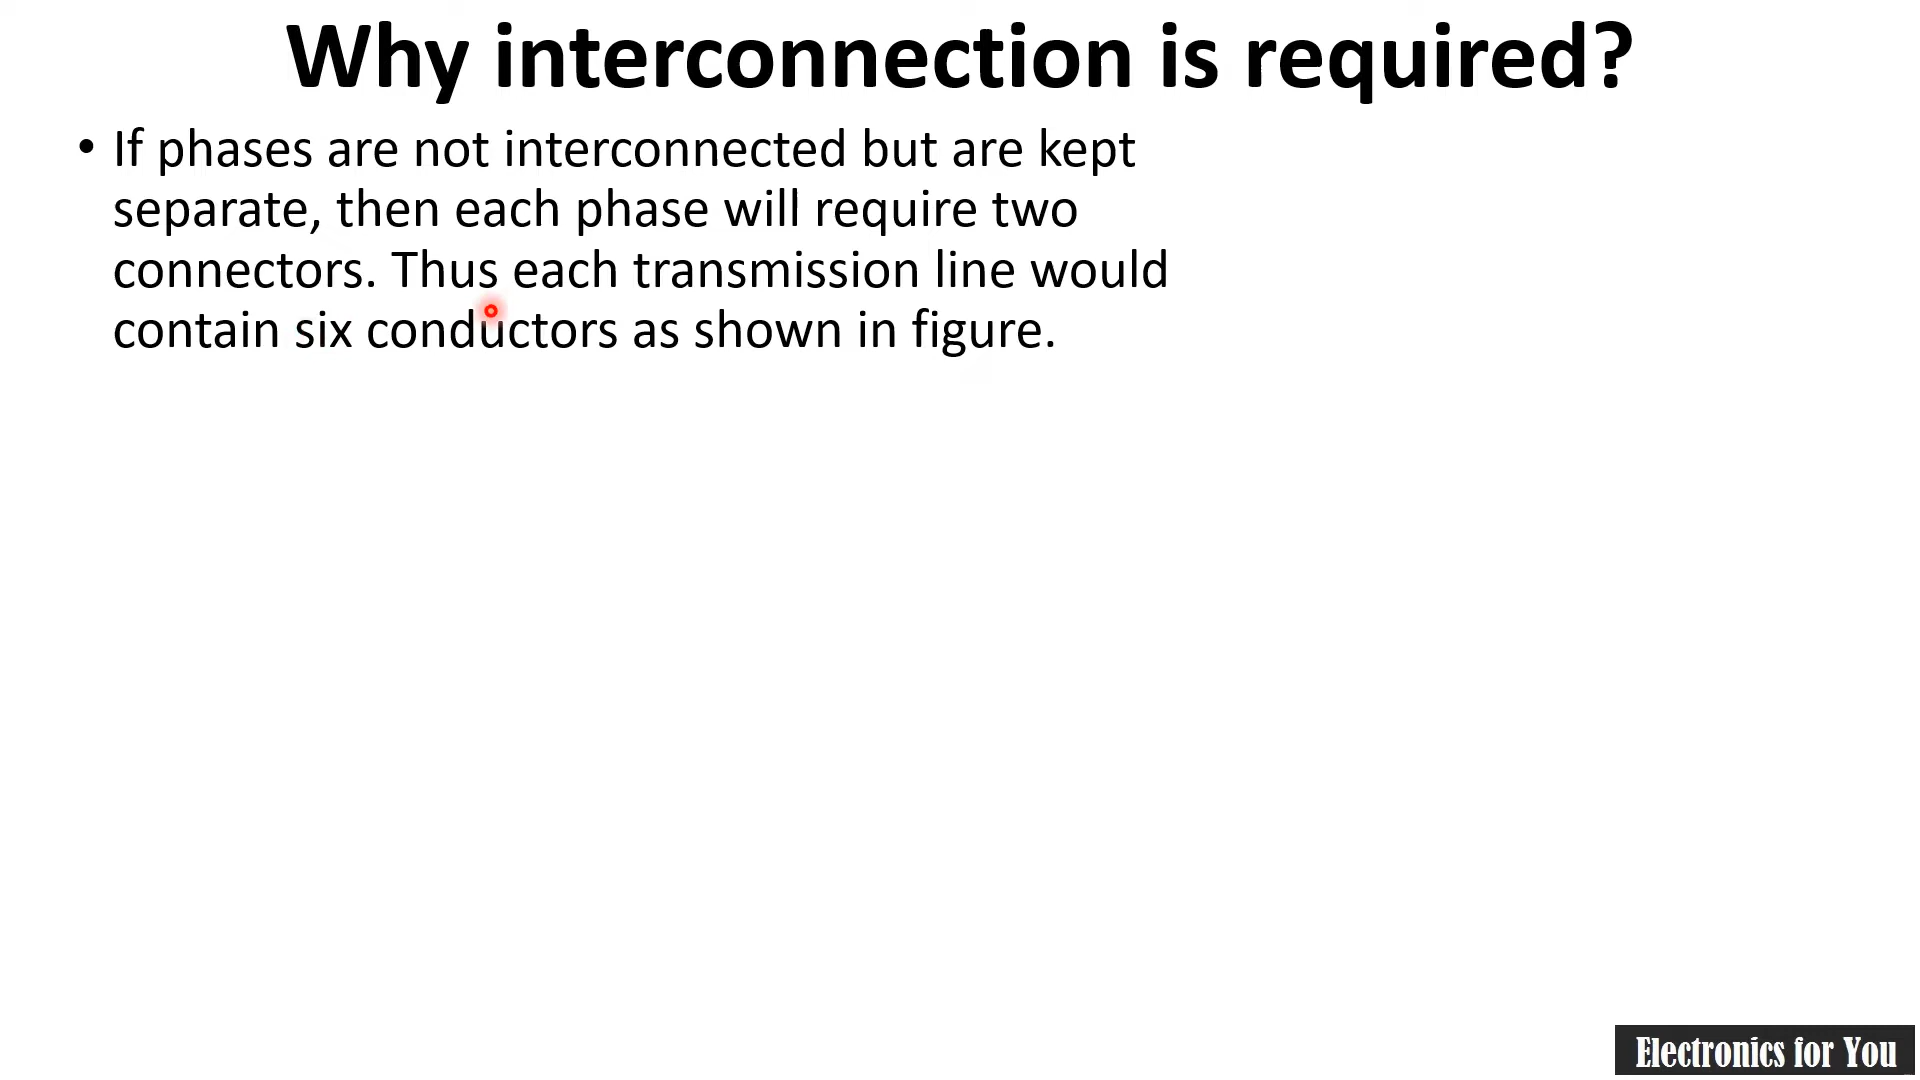 Why interconnection is required?
• If phases are not interconnected but are kept
separate, then each phase will require two
connectors. Thus each transmission line would
contain six conductors as shown in figure.
Electronics for You